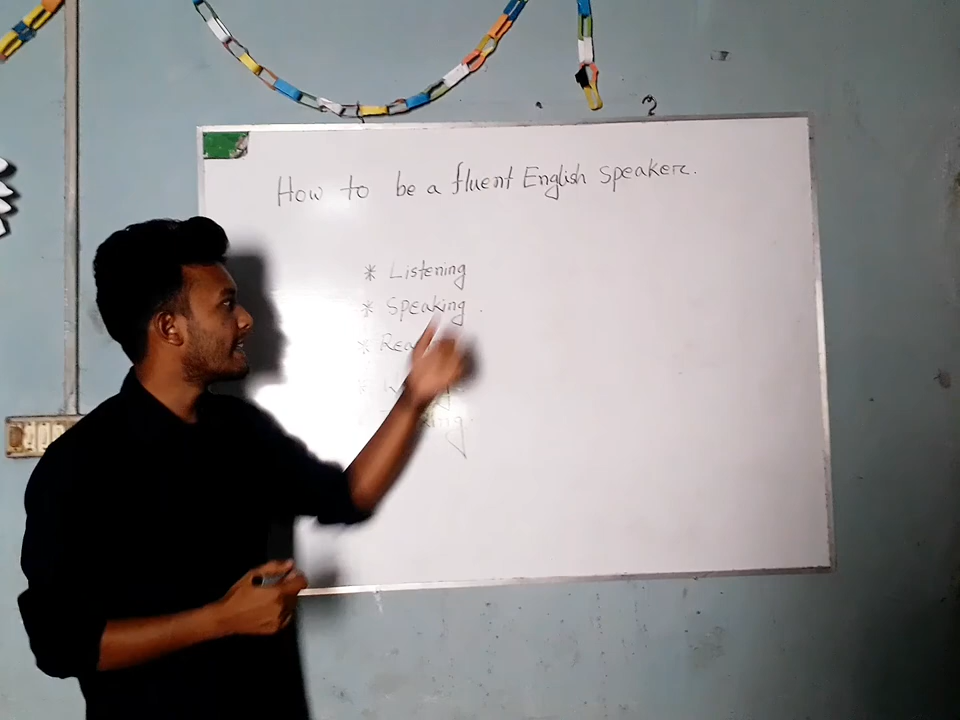 How to be a fluent English speaker.
* Listening
* Speaking.
*
*